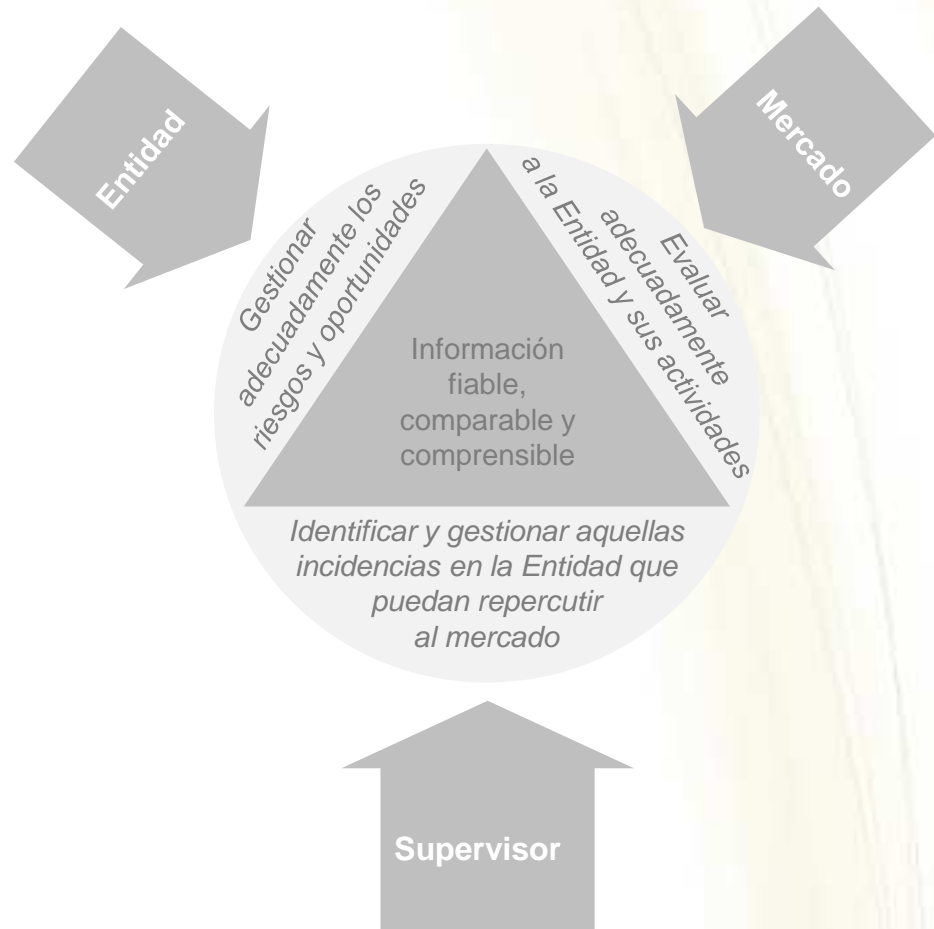 Entidad
Mercado
Gestionar
adecuadamente los
riesgos y oportunidades
Evaluar
adecuadamente
a la Entidad y sus actividades
Información
fiable,
comparable y
comprensible
Identificar y gestionar aquellas
incidencias en la Entidad que
puedan repercutir
al mercado
Supervisor